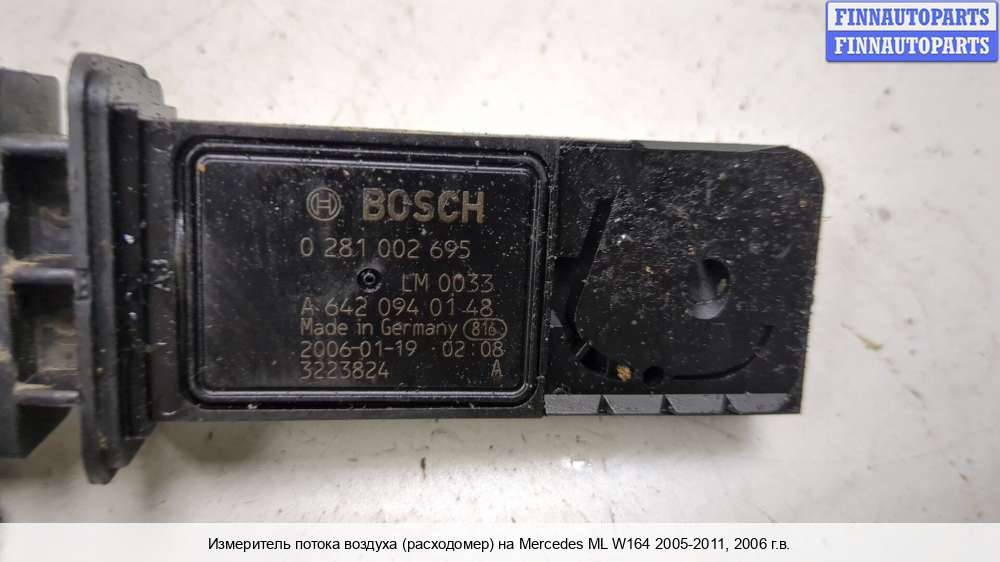 FINNAUTOPARTS
FINNAUTOPARTS
BOSCH
0 281 002 695
LM 0033
A 642 094 01 48
Made in Germany 816
2006-01-19 02:08
3223824 A
Измеритель потока воздуха (расходомер) на Mercedes ML W164 2005-2011, 2006 г.в.